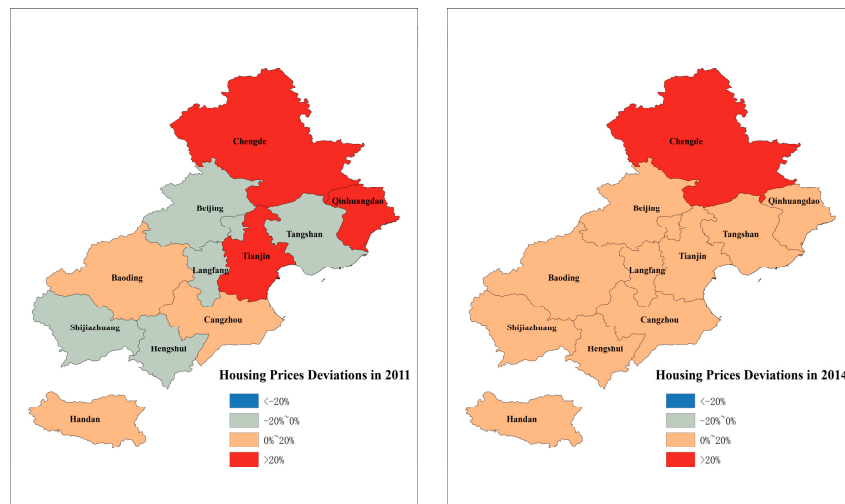 Chengde
Qinhuangdao
Beijing
Tangshan
Tianjin
Langfang
Baoding
Cangzhou
Shijiazhuang
Hengshui
Handan
Housing Prices Deviations in 2011
<-20%
-20%~0%
0%~20%
>20%
Chengde
Qinhuangdao
Beijing
Tangshan
Tianjin
Langfang
Baoding
Cangzhou
Shijiazhuang
Hengshui
Handan
Housing Prices Deviations in 2014
<-20%
-20%~0%
0%~20%
>20%